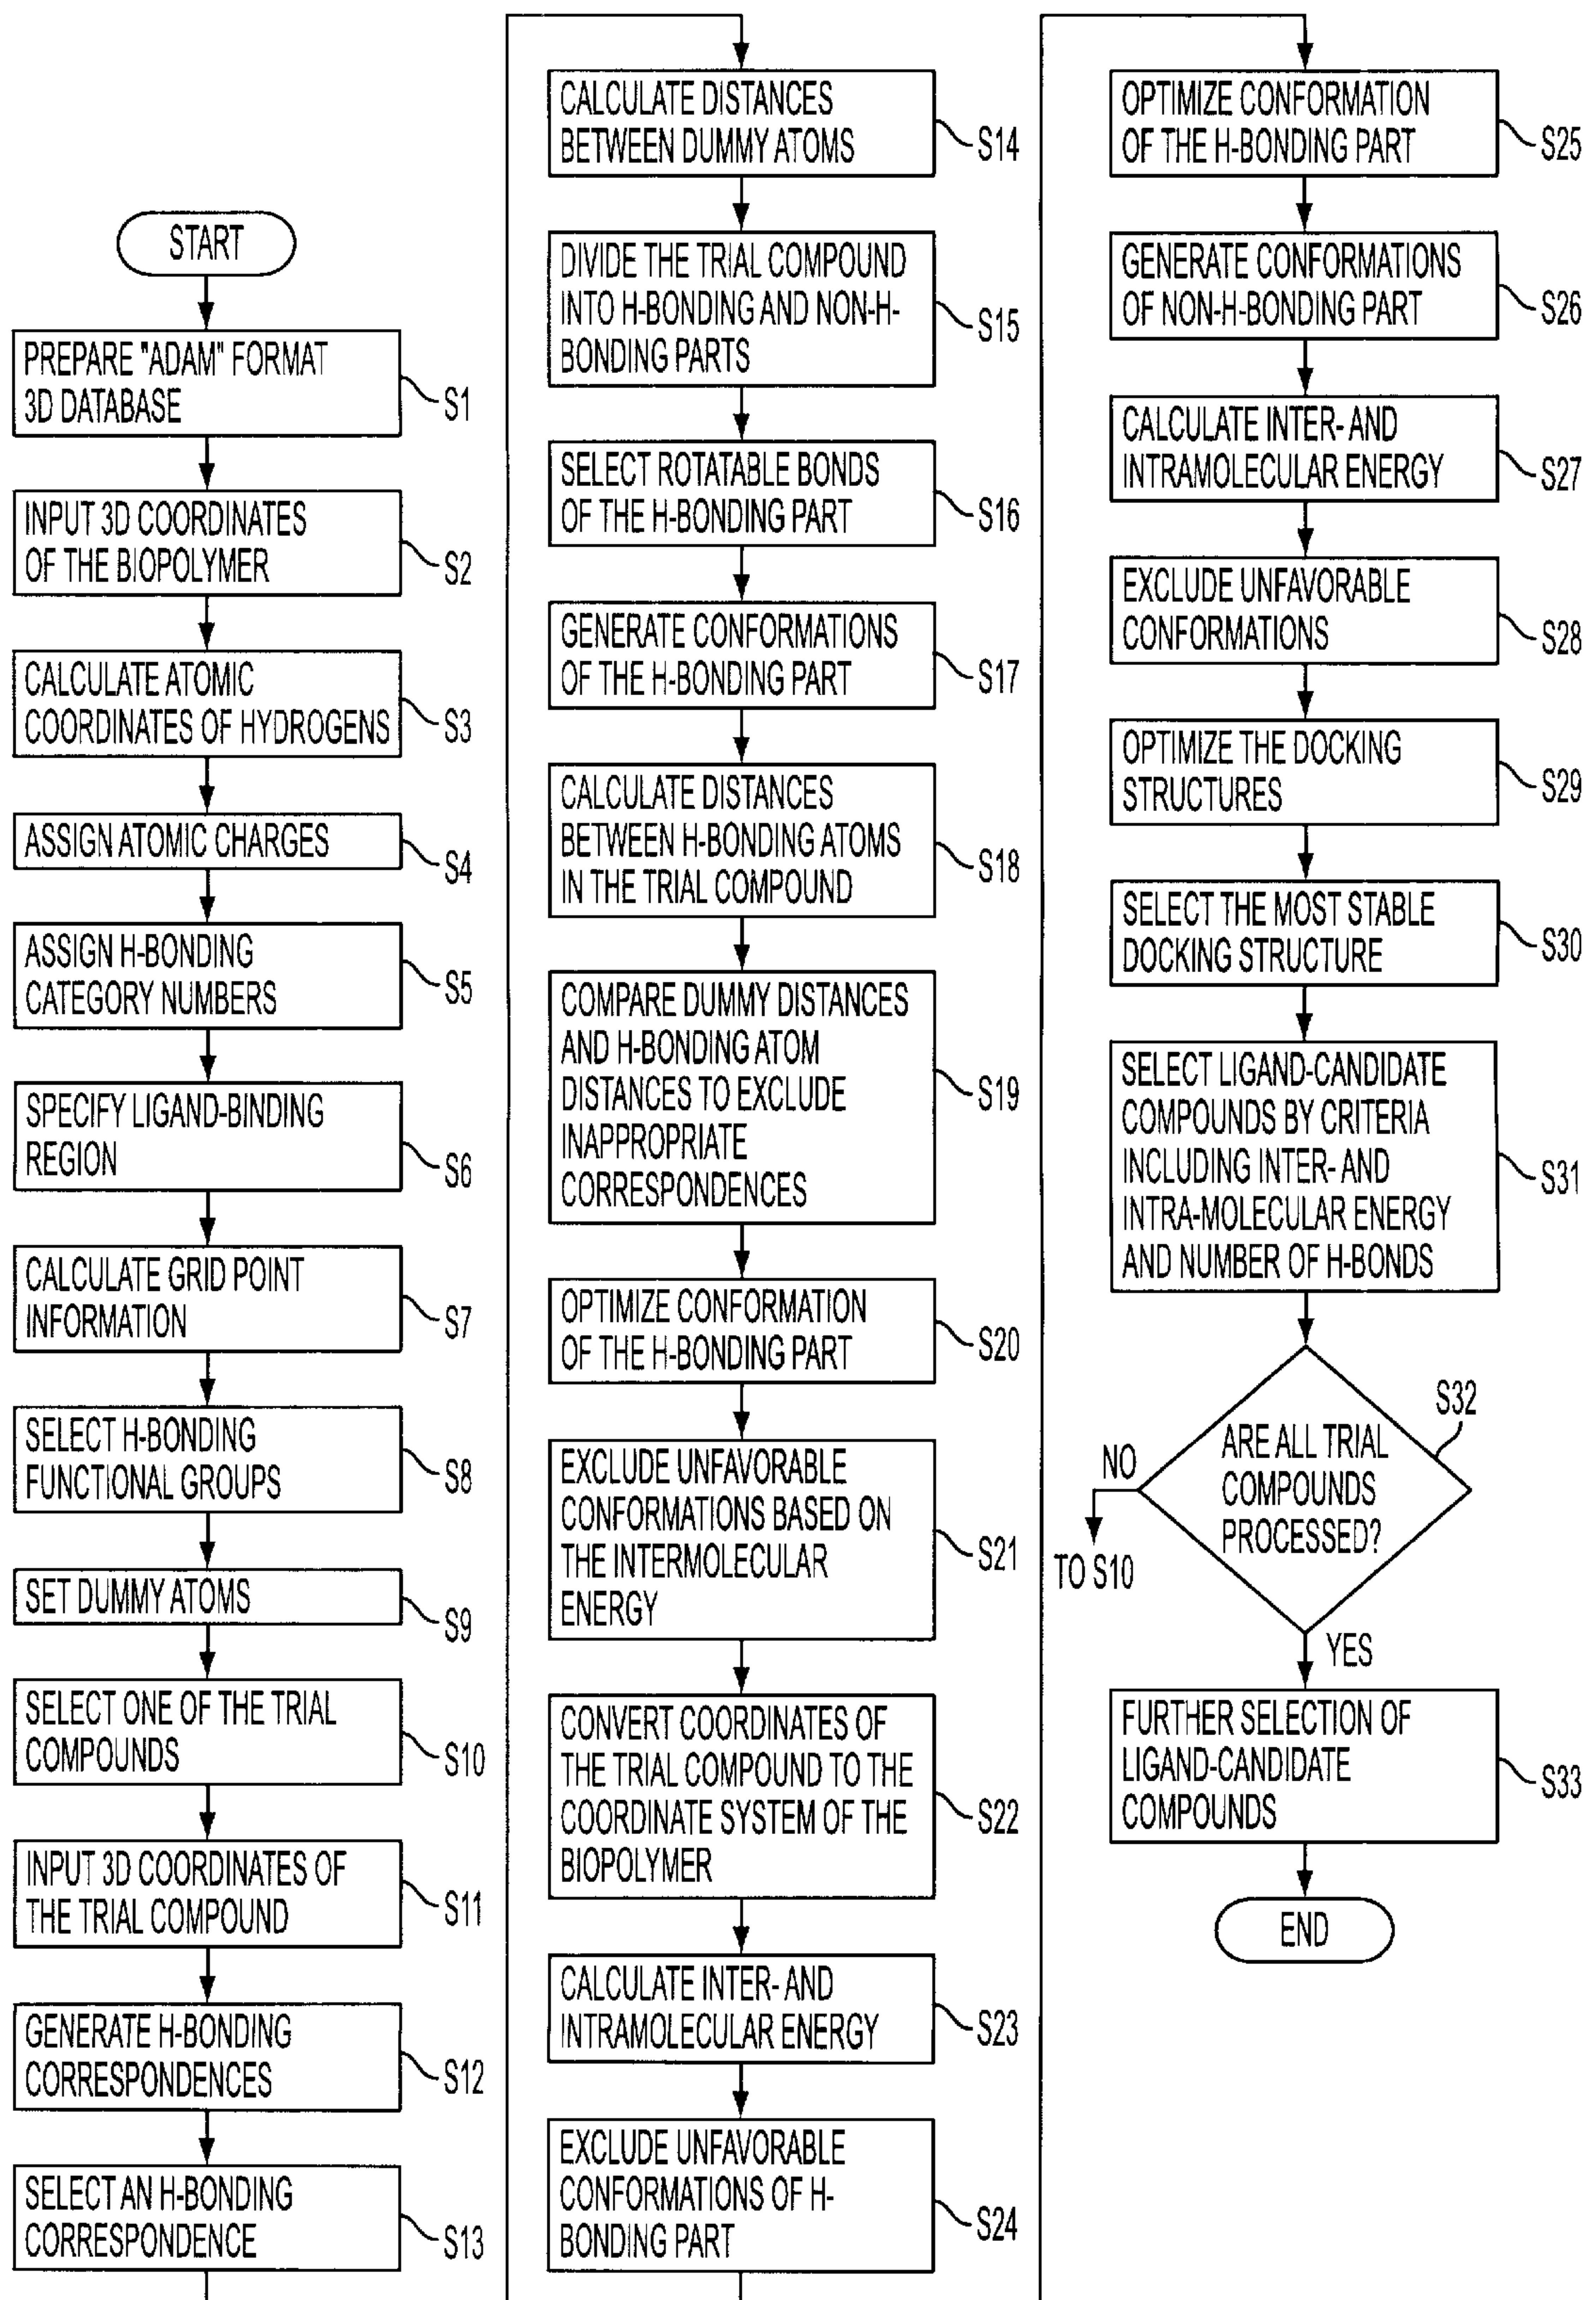 START
PREPARE "ADAM" FORMAT
3D DATABASE
S1
INPUT 3D COORDINATES
OF THE BIOPOLYMER
S2
CALCULATE ATOMIC
COORDINATES OF HYDROGENS
S3
ASSIGN ATOMIC CHARGES
S4
ASSIGN H-BONDING
CATEGORY NUMBERS
S5
SPECIFY LIGAND-BINDING
REGION
S6
CALCULATE GRID POINT
INFORMATION
S7
SELECT H-BONDING
FUNCTIONAL GROUPS
S8
SET DUMMY ATOMS
S9
SELECT ONE OF THE TRIAL
COMPOUNDS
S10
INPUT 3D COORDINATES OF
THE TRIAL COMPOUND
S11
GENERATE H-BONDING
CORRESPONDENCES
S12
SELECT AN H-BONDING
CORRESPONDENCE
S13
CALCULATE DISTANCES
BETWEEN DUMMY ATOMS
S14
DIVIDE THE TRIAL COMPOUND
INTO H-BONDING AND NON-H-
BONDING PARTS
S15
SELECT ROTATABLE BONDS
OF THE H-BONDING PART
S16
GENERATE CONFORMATIONS
OF THE H-BONDING PART
S17
CALCULATE DISTANCES
BETWEEN H-BONDING ATOMS
IN THE TRIAL COMPOUND
S18
COMPARE DUMMY DISTANCES
AND H-BONDING ATOM
DISTANCES TO EXCLUDE
INAPPROPRIATE
CORRESPONDENCES
S19
OPTIMIZE CONFORMATION
OF THE H-BONDING PART
S20
EXCLUDE UNFAVORABLE
CONFORMATIONS BASED ON
THE INTERMOLECULAR
ENERGY
S21
CONVERT COORDINATES OF
THE TRIAL COMPOUND TO THE
COORDINATE SYSTEM OF THE
BIOPOLYMER
S22
CALCULATE INTER- AND
INTRAMOLECULAR ENERGY
S23
EXCLUDE UNFAVORABLE
CONFORMATIONS OF H-
BONDING PART
S24
OPTIMIZE CONFORMATION
OF THE H-BONDING PART
S25
GENERATE CONFORMATIONS
OF NON-H-BONDING PART
S26
CALCULATE INTER- AND
INTRAMOLECULAR ENERGY
S27
EXCLUDE UNFAVORABLE
CONFORMATIONS
S28
OPTIMIZE THE DOCKING
STRUCTURES
S29
SELECT THE MOST STABLE
DOCKING STRUCTURE
S30
SELECT LIGAND-CANDIDATE
COMPOUNDS BY CRITERIA
INCLUDING INTER- AND
INTRA-MOLECULAR ENERGY
AND NUMBER OF H-BONDS
S31
S32
ARE ALL TRIAL
COMPOUNDS
PROCESSED?
NO
TO S10
YES
FURTHER SELECTION OF
LIGAND-CANDIDATE
COMPOUNDS
S33
END